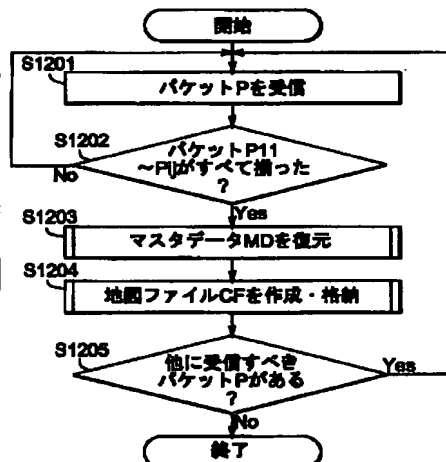 開始
S1201
パケットPを受信
S1202
パケットP11
~Pijがすべて揃った
?
No
Yes
S1203
マスタデータMDを復元
S1204
地図ファイルCFを作成・格納
S1205
他に受信すべき
パケットPがある
?
Yes
No
終了